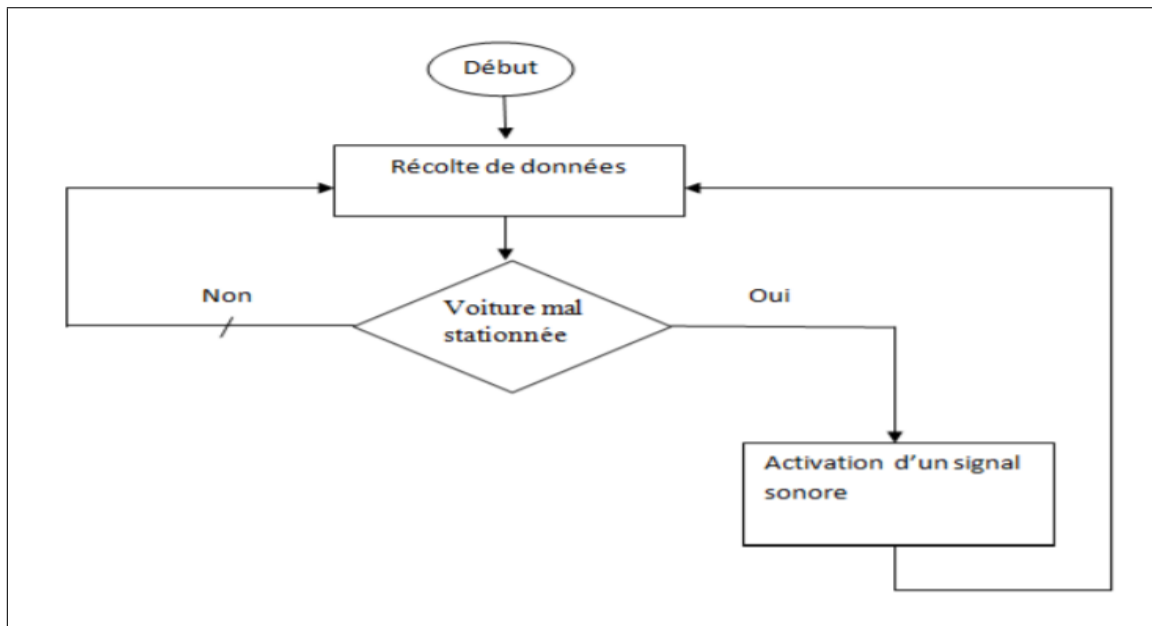 Début
Récolte de données
Non
Voiture mal
stationnée
Oui
Activation d'un signal
sonore